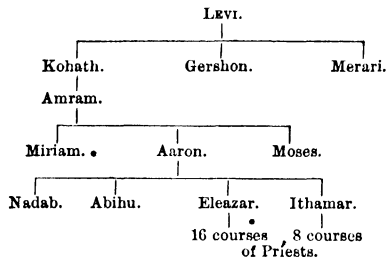 LEVI.
Kohath. Gershon. Merari.
Amram.
Miriam. Aaron. Moses.
Nadab. Abihu. Eleazar. Ithamar.
16 courses , 8 courses
of Priests.